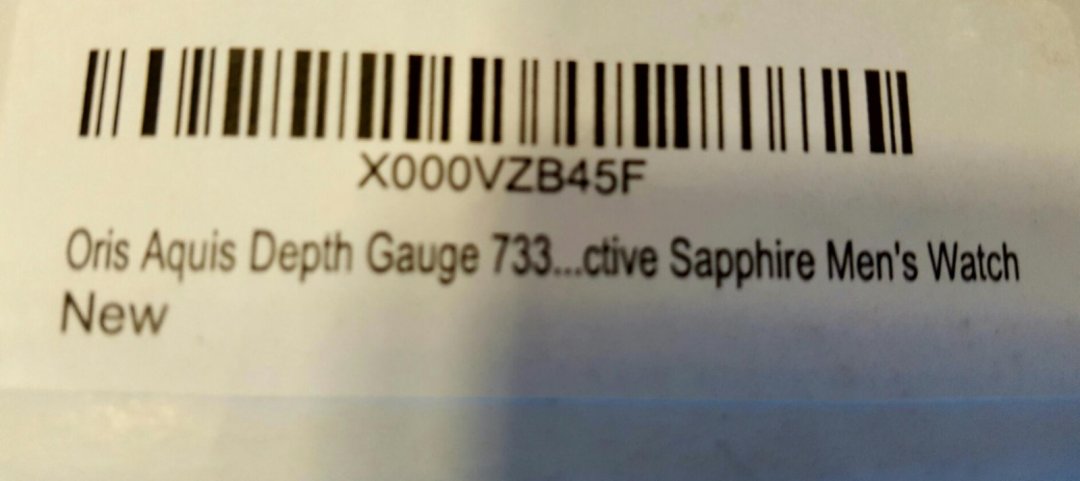 X000VZB45F
Oris Aquis Depth Gauge 733...ctive Sapphire Men's Watch
New